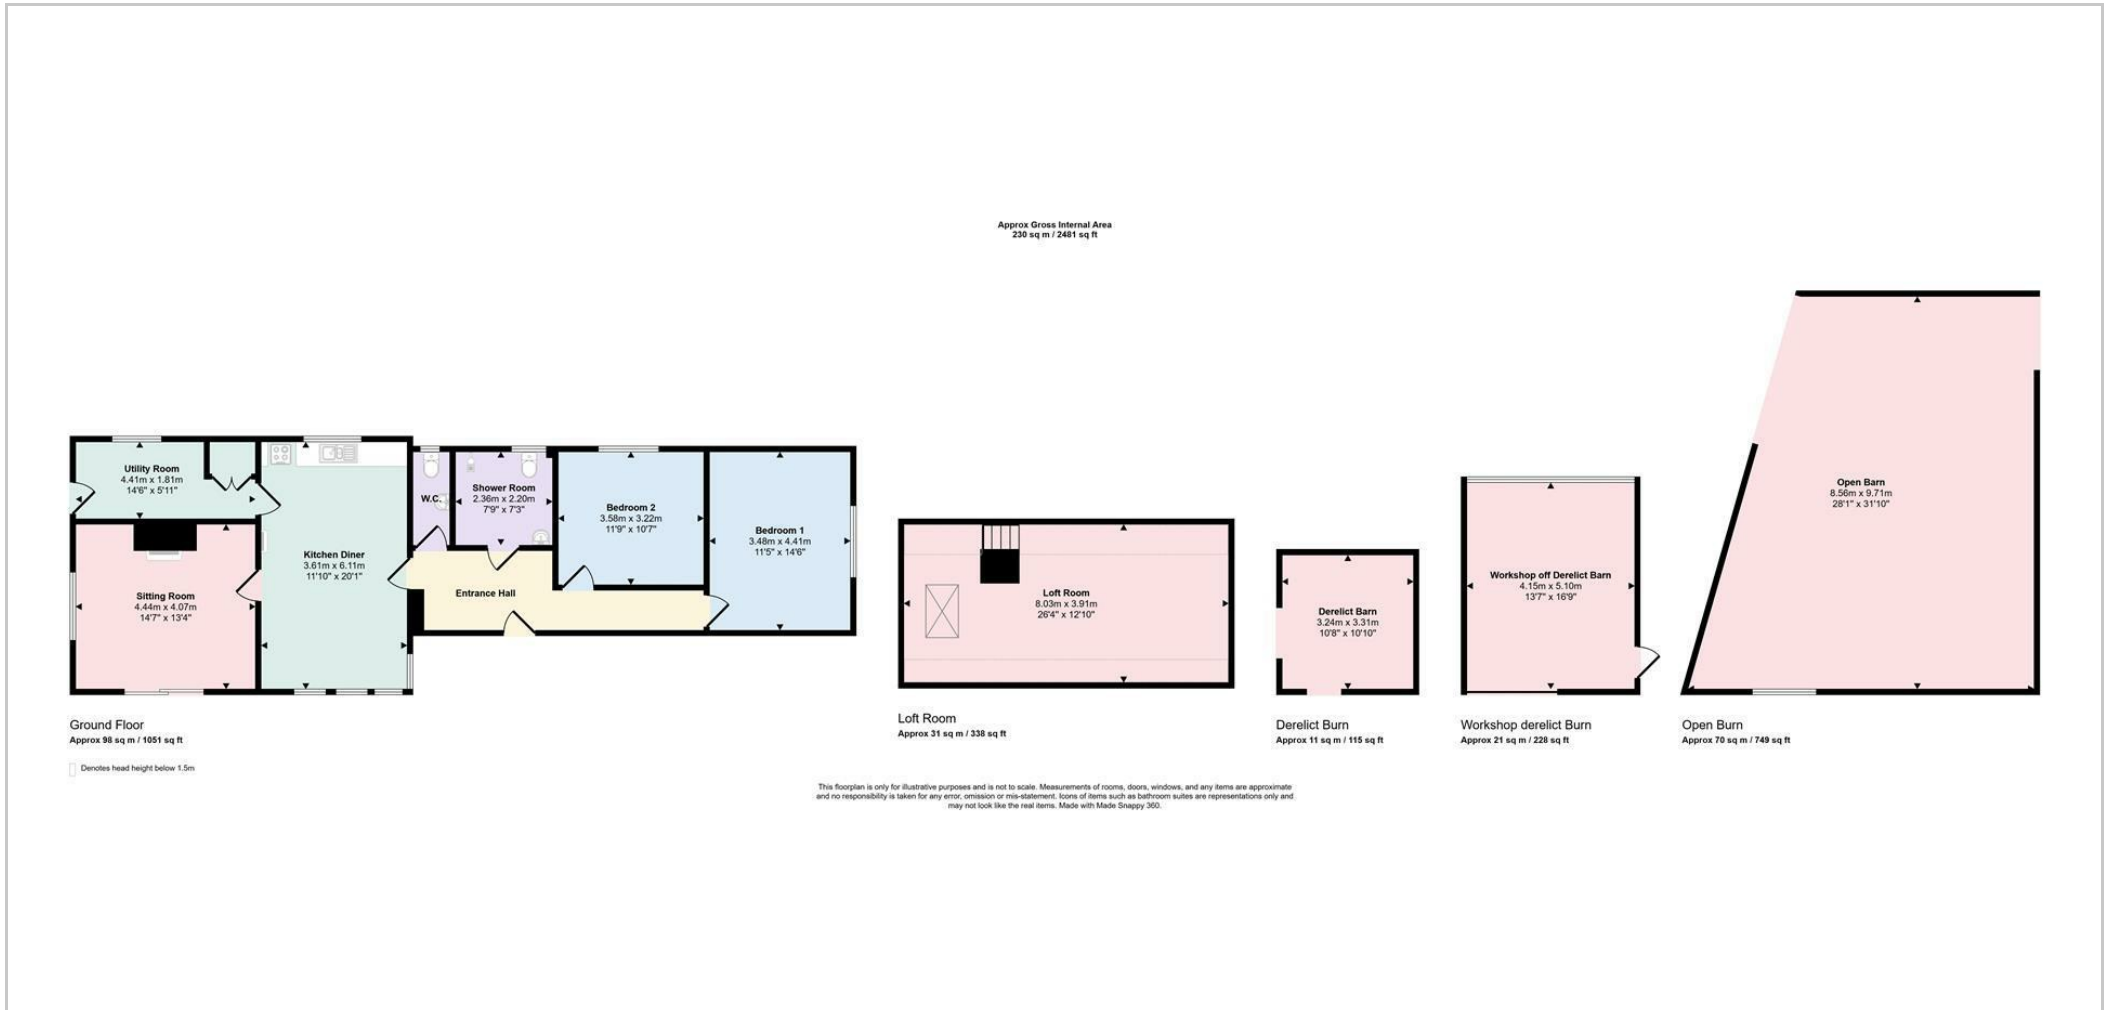 Approx Gross Internal Area
230 sq m / 2481 sq ft
Utility Room
4.41m x 1.81m
14'6" x 5'11"
Sitting Room
4.44m x 4.07m
14'7" x 13'4"
Kitchen Diner
3.61m x 6.11m
11'10" x 20'1"
W.C.
Shower Room
2.36m x 2.20m
7'9" x 7'3"
Entrance Hall
Bedroom 2
3.58m x 3.22m
11'9" x 10'7"
Bedroom 1
3.48m x 4.41m
11'5" x 14'6"
Ground Floor
Approx 98 sq m / 1051 sq ft
Denotes head height below 1.5m
Loft Room
8.03m x 3.91m
26'4" x 12'10"
Loft Room
Approx 31 sq m / 338 sq ft
Derelict Barn
3.24m x 3.31m
10'8" x 10'10"
Derelict Burn
Approx 11 sq m / 115 sq ft
Workshop off Derelict Barn
4.15m x 5.10m
13'7" x 16'9"
Workshop derelict Burn
Approx 21 sq m / 228 sq ft
Open Barn
8.56m x 9.71m
28'1" x 31'10"
Open Burn
Approx 70 sq m / 749 sq ft
This floorplan is only for illustrative purposes and is not to scale. Measurements of rooms, doors, windows, and any items are approximate
and no responsibility is taken for any error, omission or mis-statement. Icons of items such as bathroom suites are representations only and
may not look like the real items. Made with Made Snappy 360.